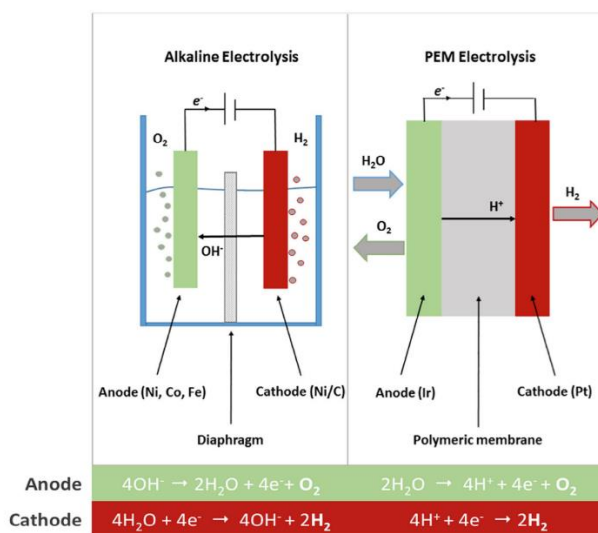 Alkaline Electrolysis
PEM Electrolysis
e-
O2
H2
OH-
Anode (Ni, Co, Fe)
Cathode (Ni/C)
Diaphragm
e-
H2O
O2
H+
H2
Anode (Ir)
Cathode (Pt)
Polymeric membrane
Anode 4OH- → 2H2O + 4e- + O2 2H2O → 4H+ + 4e- + O2
Cathode 4H2O + 4e- → 4OH- + 2H2 4H+ + 4e- → 2H2